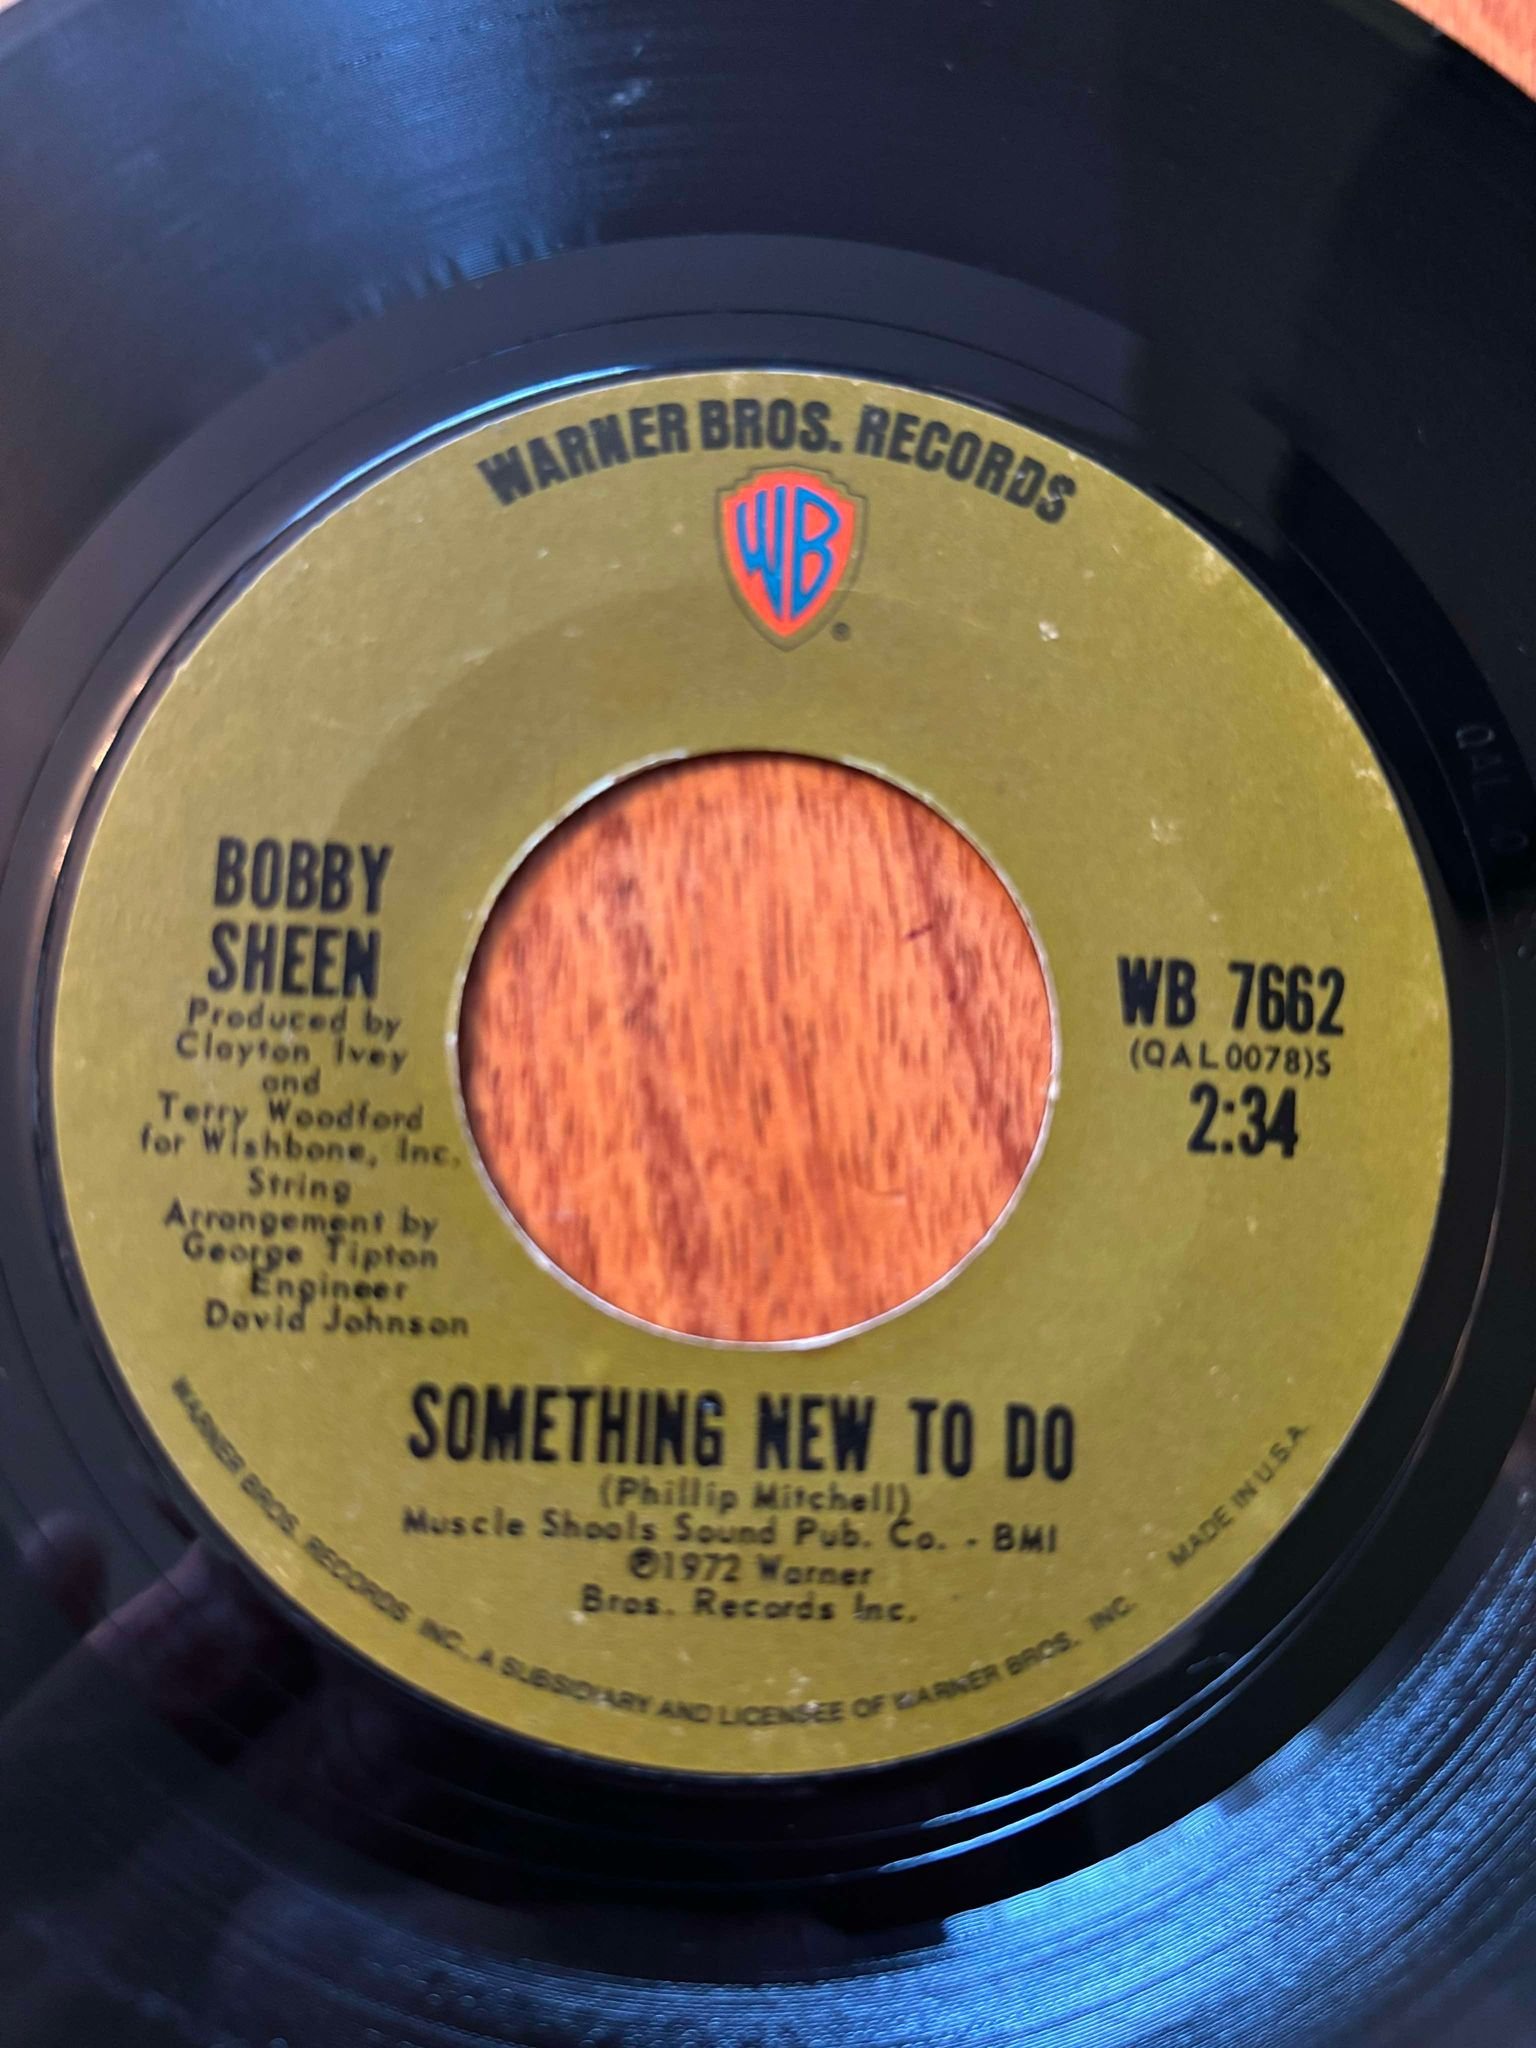 WARNER BROS. RECORDS
WB
®
BOBBY
SHEEN
Produced by
Clayton Ivey
and
Terry Woodford
for Wishbone, Inc.
String
Arrangement by
George Tipton
Engineer
David Johnson
WB 7662
(QAL0078)S
2:34
SOMETHING NEW TO DO
(Phillip Mitchell)
Muscle Shoals Sound Pub. Co. - BMI
℗1972 Warner
Bros. Records Inc.
WARNER BROS. RECORDS INC., A SUBSIDIARY AND LICENSEE OF WARNER BROS. INC.
MADE IN U.S.A.
QAL